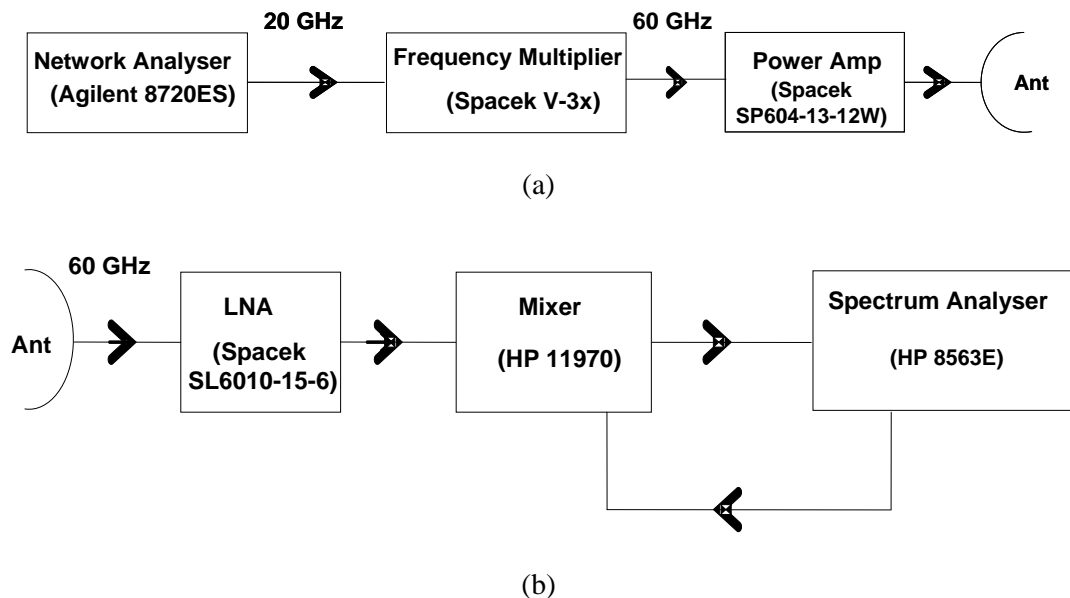 20 GHz
60 GHz
Network Analyser
(Agilent 8720ES)
Frequency Multiplier
(Spacek V-3x)
Power Amp
(Spacek
SP604-13-12W)
Ant
(a)
60 GHz
Ant
LNA
(Spacek
SL6010-15-6)
Mixer
(HP 11970)
Spectrum Analyser
(HP 8563E)
(b)